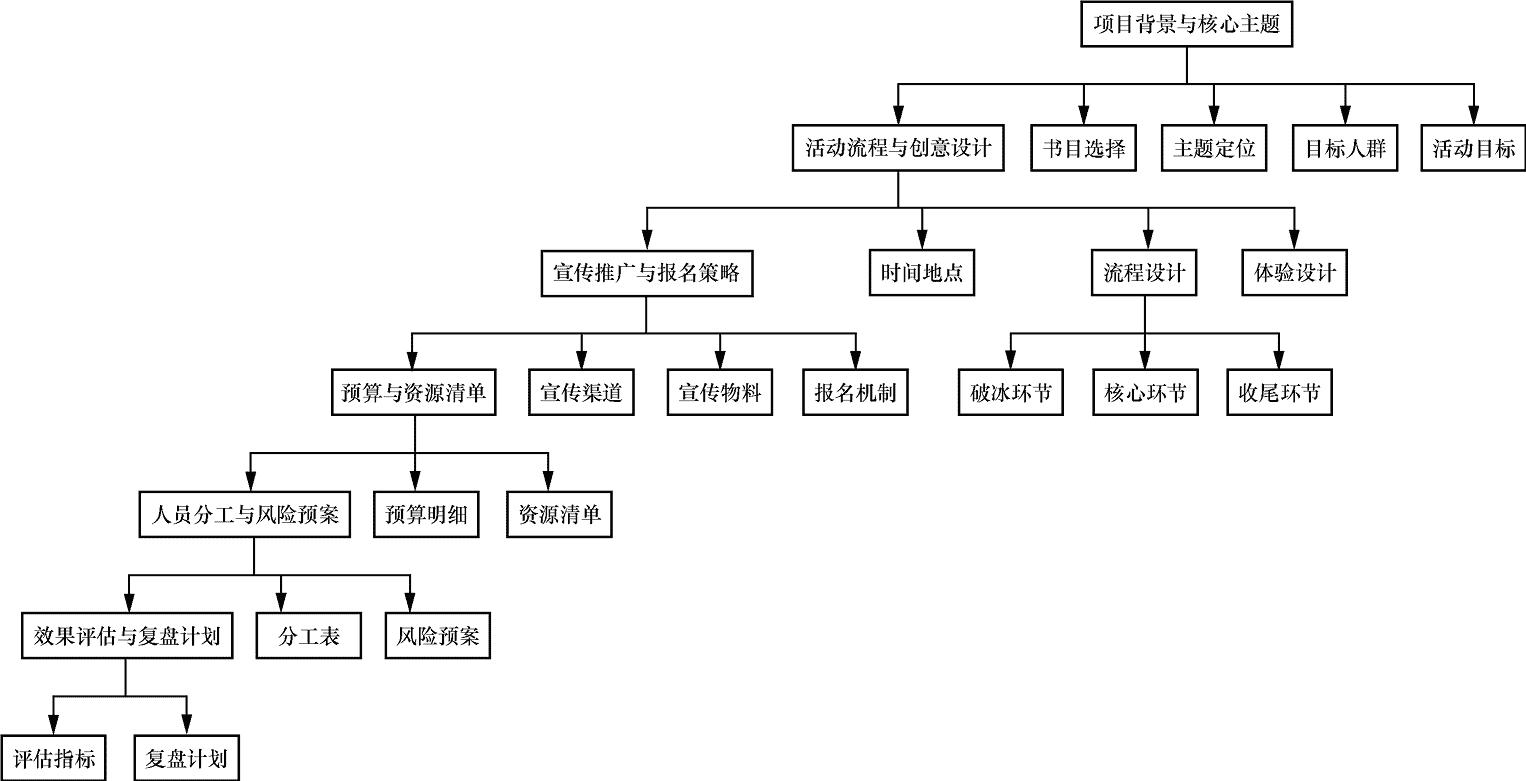 项目背景与核心主题
活动流程与创意设计
书目选择
主题定位
目标人群
活动目标
宣传推广与报名策略
时间地点
流程设计
体验设计
预算与资源清单
宣传渠道
宣传物料
报名机制
破冰环节
核心环节
收尾环节
人员分工与风险预案
预算明细
资源清单
效果评估与复盘计划
分工表
风险预案
评估指标
复盘计划